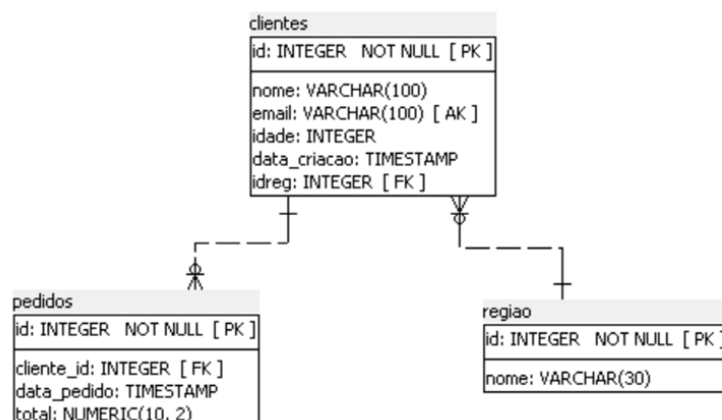 clientes
id: INTEGER NOT NULL [ PK ]
nome: VARCHAR(100)
email: VARCHAR(100) [ AK ]
idade: INTEGER
data_criacao: TIMESTAMP
idreg: INTEGER [ FK ]
pedidos
id: INTEGER NOT NULL [ PK ]
cliente_id: INTEGER [ FK ]
data_pedido: TIMESTAMP
total: NUMERIC(10, 2)
regiao
id: INTEGER NOT NULL [ PK ]
nome: VARCHAR(30)